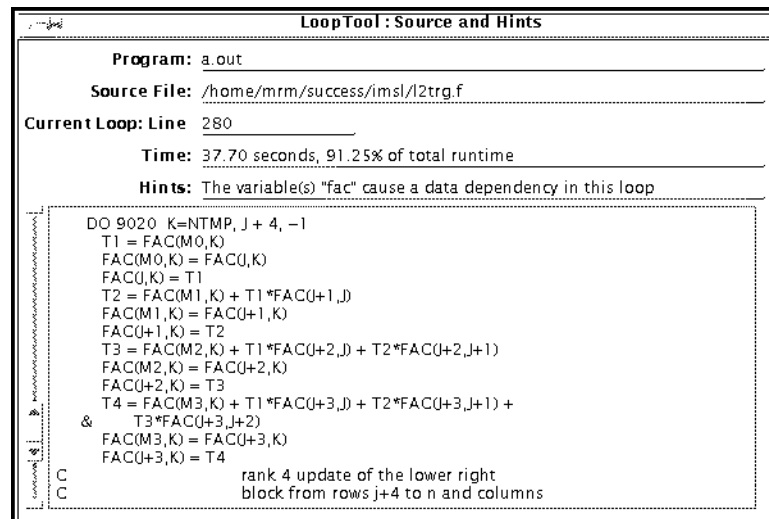 LoopTool : Source and Hints
Program: a.out
Source File: /home/mrm/success/imsl/l2trg.f
Current Loop: Line 280
Time: 37.70 seconds, 91.25% of total runtime
Hints: The variable(s) "fac" cause a data dependency in this loop
DO 9020 K=NTMP, J + 4, -1
T1 = FAC(M0,K)
FAC(M0,K) = FAC(J,K)
FAC(J,K) = T1
T2 = FAC(M1,K) + T1*FAC(J+1,J)
FAC(M1,K) = FAC(J+1,K)
FAC(J+1,K) = T2
T3 = FAC(M2,K) + T1*FAC(J+2,J) + T2*FAC(J+2,J+1)
FAC(M2,K) = FAC(J+2,K)
FAC(J+2,K) = T3
T4 = FAC(M3,K) + T1*FAC(J+3,J) + T2*FAC(J+3,J+1) +
& T3*FAC(J+3,J+2)
FAC(M3,K) = FAC(J+3,K)
FAC(J+3,K) = T4
C rank 4 update of the lower right
C block from rows j+4 to n and columns